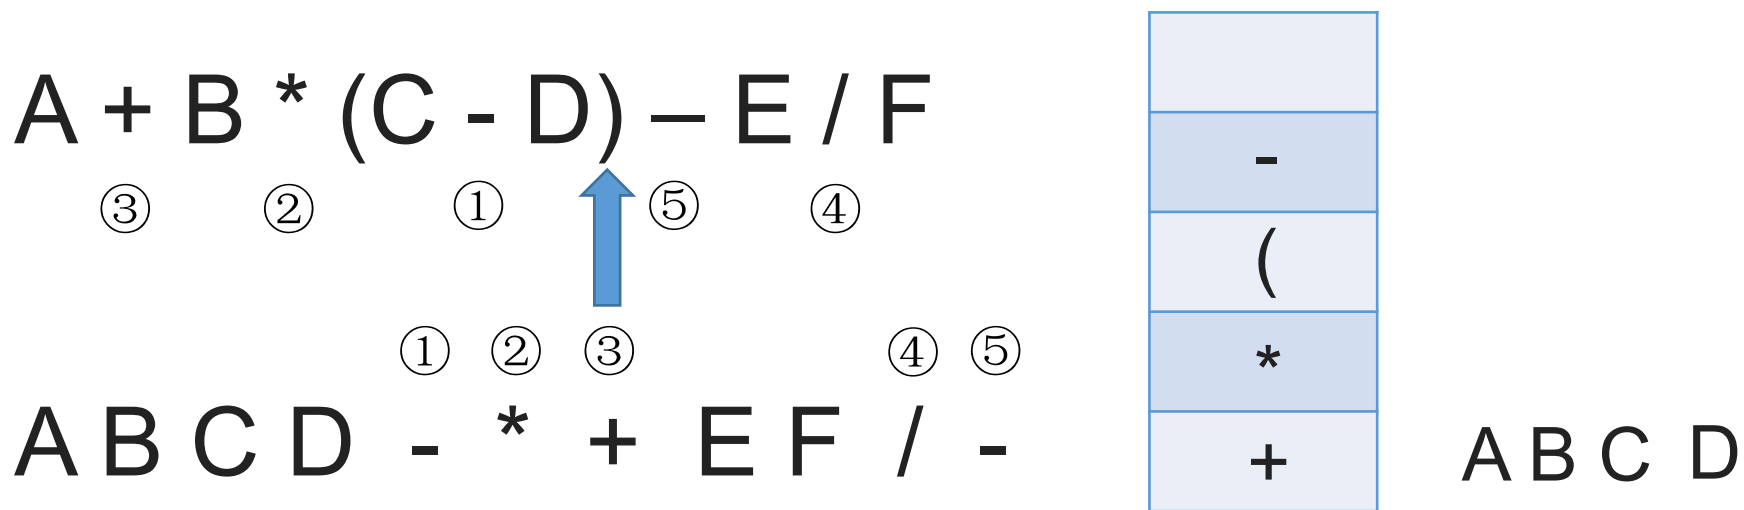 A + B * (C - D) – E / F
③ ② ① ⑤ ④
① ② ③ ④ ⑤
A B C D - * + E F / -
-
(
*
+
A B C D